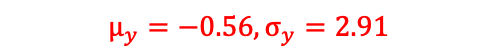 μ_y = −0.56, σ_y = 2.91